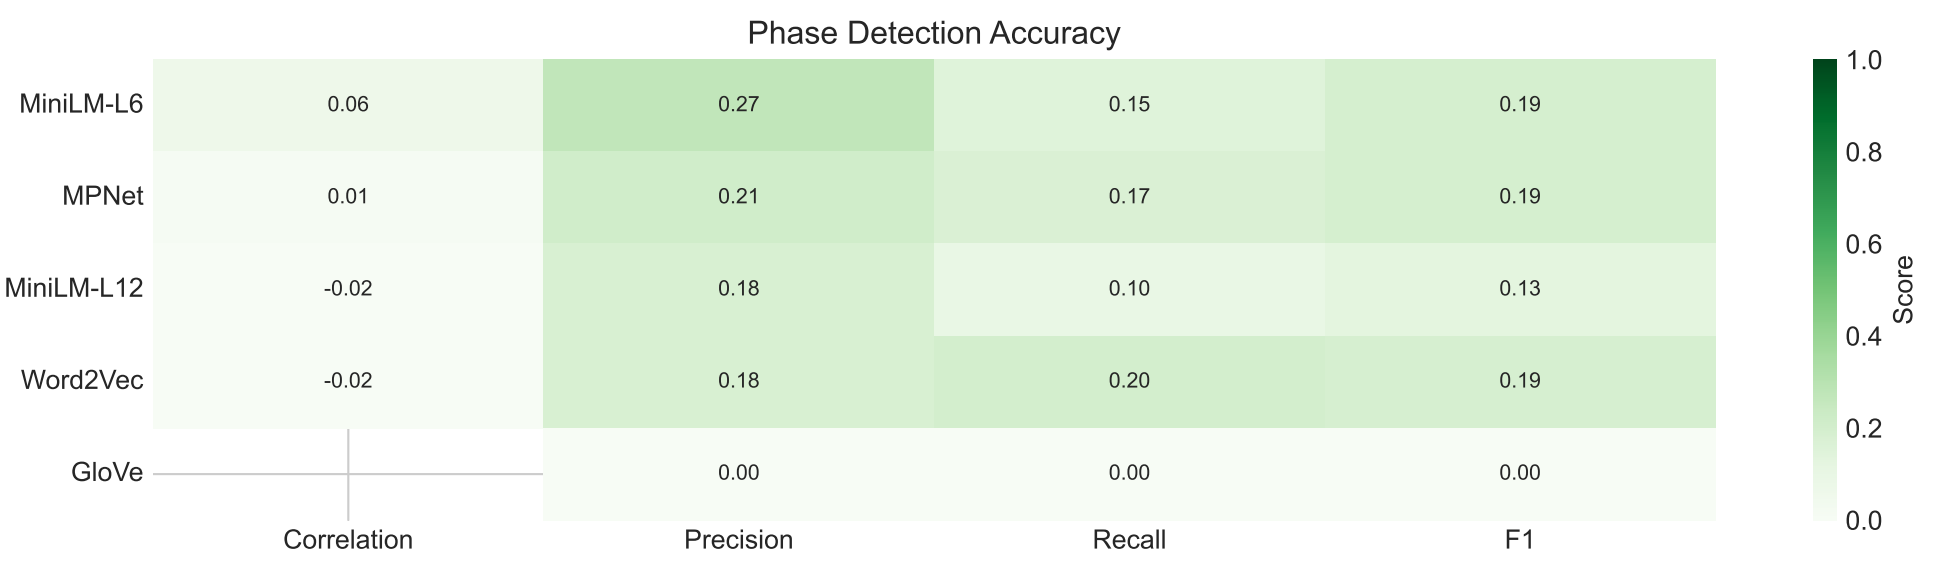 Phase Detection Accuracy
MiniLM-L6 0.06 0.27 0.15 0.19
MPNet 0.01 0.21 0.17 0.19
MiniLM-L12 -0.02 0.18 0.10 0.13
Word2Vec -0.02 0.18 0.20 0.19
GloVe 0.00 0.00 0.00
Correlation Precision Recall F1
1.0
0.8
0.6
0.4
0.2
0.0
Score